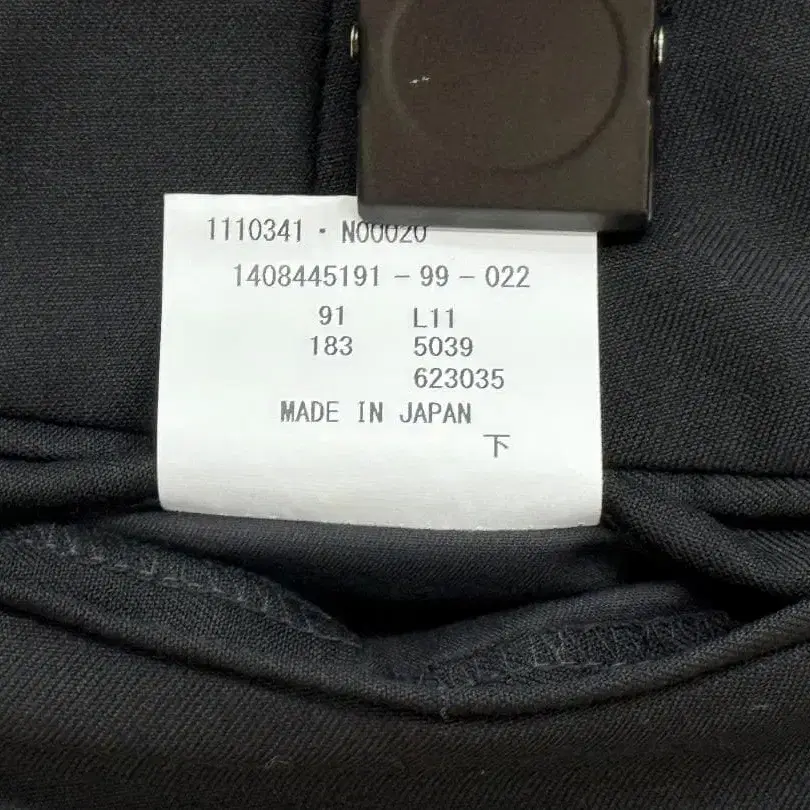 1110341・N00020
1408445191-99-022
91 L11
183 5039
623035
MADE IN JAPAN
下